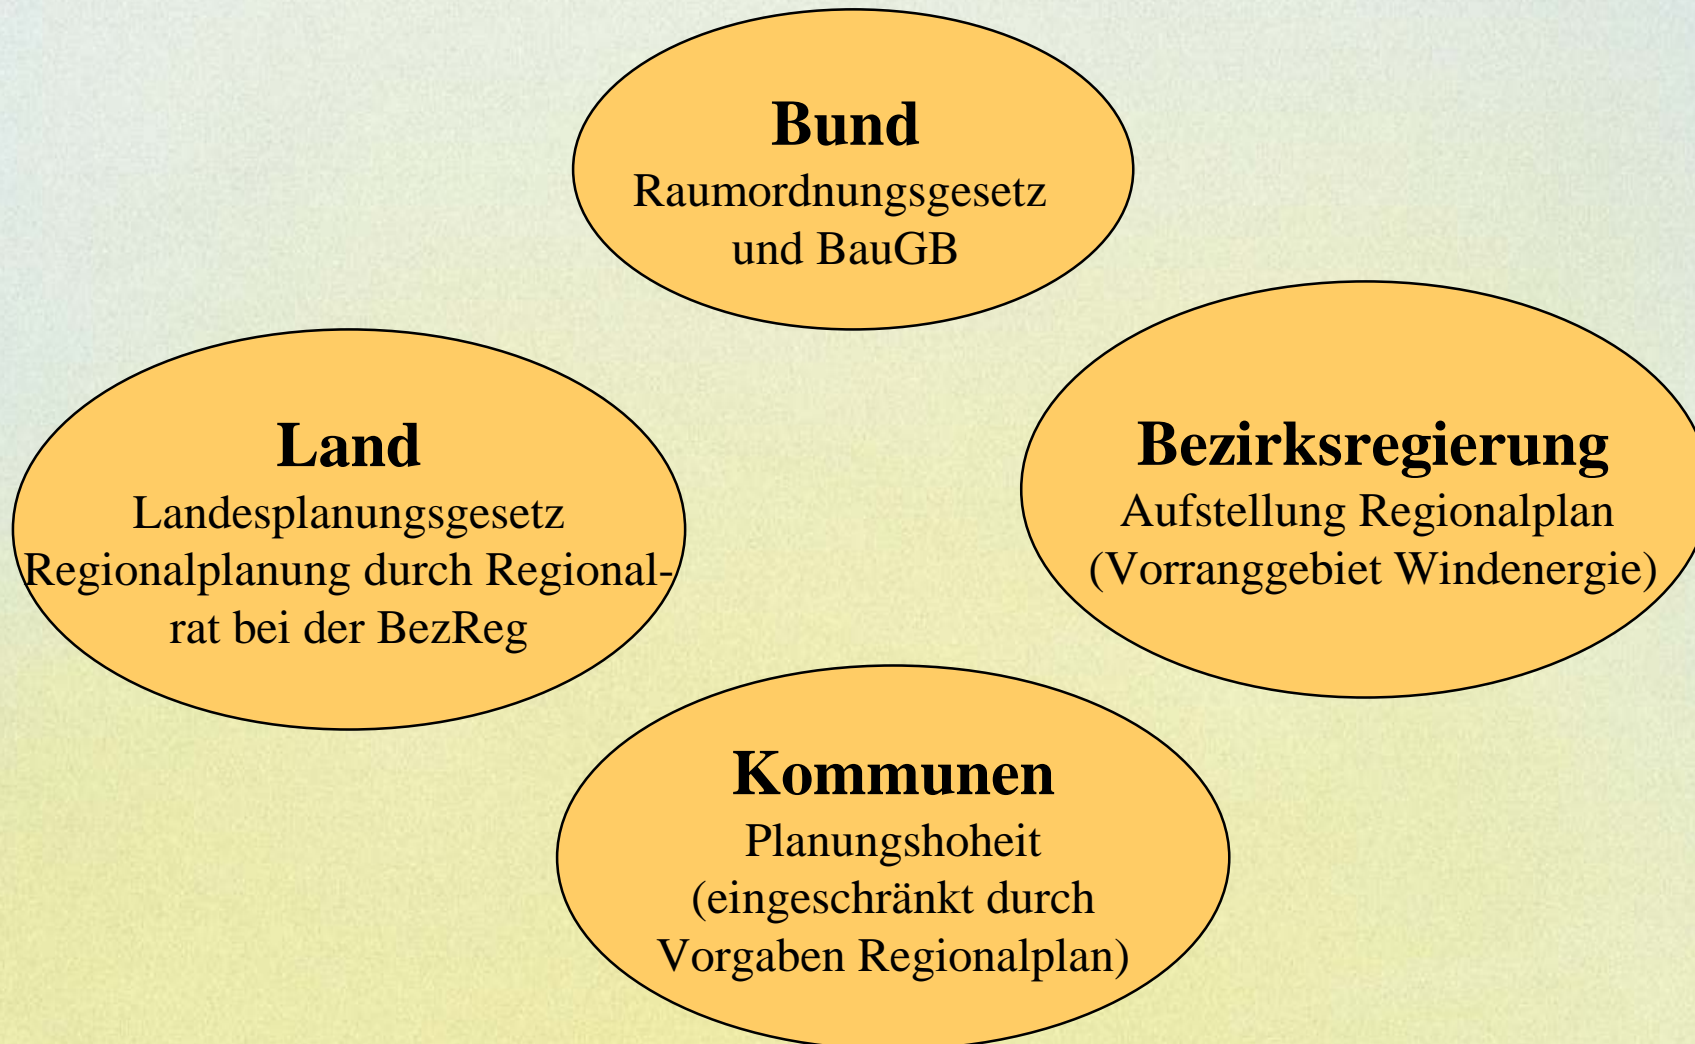 Bund
Raumordnungsgesetz
und BauGB
Land
Landesplanungsgesetz
Regionalplanung durch Regional-
rat bei der BezReg
Bezirksregierung
Aufstellung Regionalplan
(Vorranggebiet Windenergie)
Kommunen
Planungshoheit
(eingeschränkt durch
Vorgaben Regionalplan)